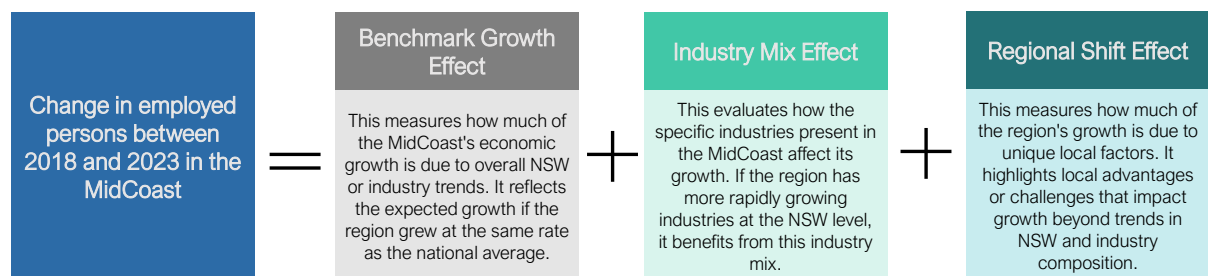 Change in employed
persons between
2018 and 2023 in the
MidCoast
=
Benchmark Growth
Effect
This measures how much of
the MidCoast's economic
growth is due to overall NSW
or industry trends. It reflects
the expected growth if the
region grew at the same rate
as the national average.
+
Industry Mix Effect
This evaluates how the
specific industries present in
the MidCoast affect its
growth. If the region has
more rapidly growing
industries at the NSW level,
it benefits from this industry
mix.
+
Regional Shift Effect
This measures how much of
the region's growth is due to
unique local factors. It
highlights local advantages
or challenges that impact
growth beyond trends in
NSW and industry
composition.